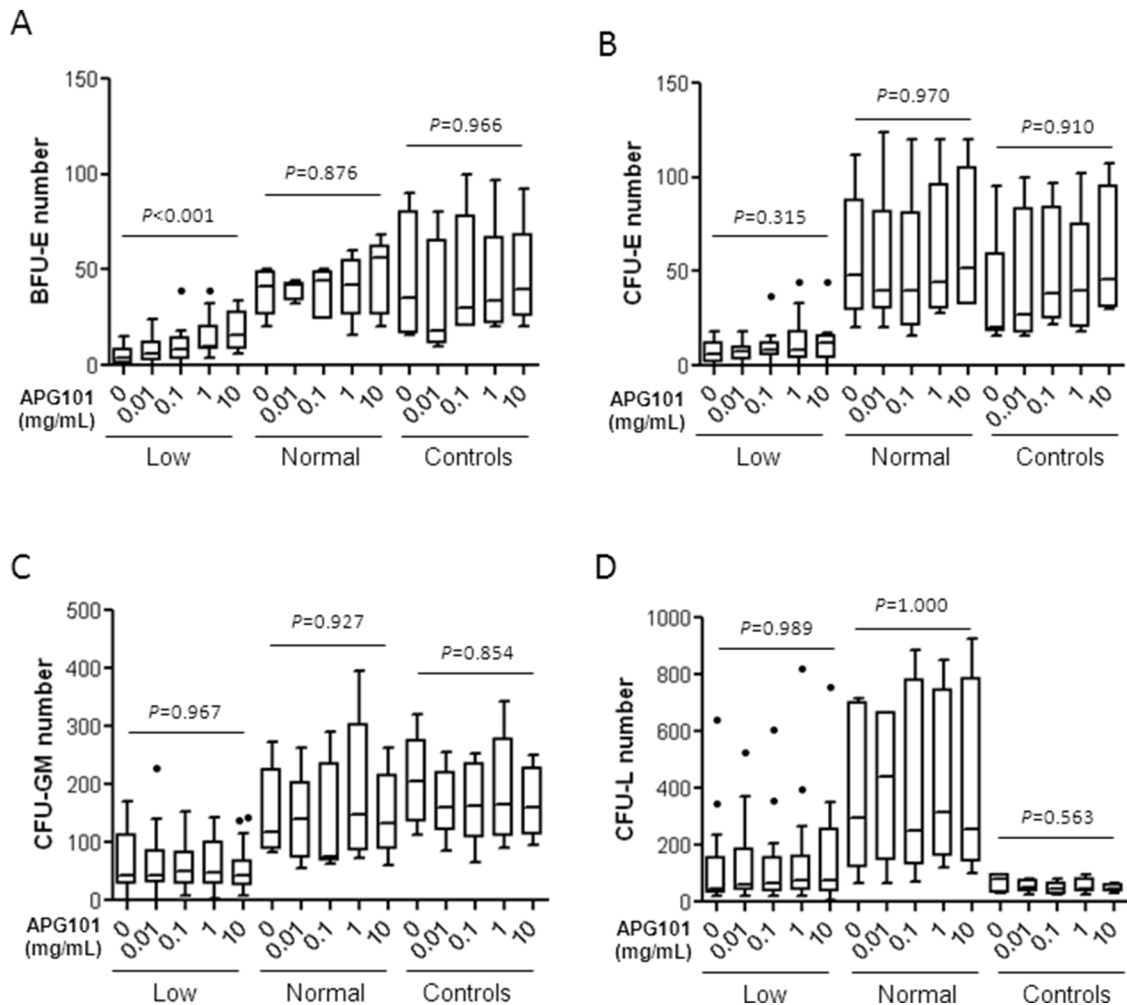 A
BFU-E number
150
100
50
0
P<0.001
P=0.876
P=0.966
APG101
(mg/mL)
0 0.01 0.1 1 10 0 0.01 0.1 1 10 0 0.01 0.1 1 10
Low Normal Controls
B
CFU-E number
150
100
50
0
P=0.315
P=0.970
P=0.910
APG101
(mg/mL)
0 0.01 0.1 1 10 0 0.01 0.1 1 10 0 0..01 0.1 1 10
Low Normal Controls
C
CFU-GM number
500
400
300
200
100
0
P=0.967
P=0.927
P=0.854
APG101
(mg/mL)
0 0.01 0.1 1 10 0 0.01 0.1 1 10 0 0.01 0.1 1 10
Low Normal Controls
D
CFU-L number
1000
800
600
400
200
0
P=0.989
P=1.000
P=0.563
APG101
(mg/mL)
0 0.01 0.1 1 10 0 0.01 0.1 1 10 0 0.01 0.1 1 10
Low Normal Controls